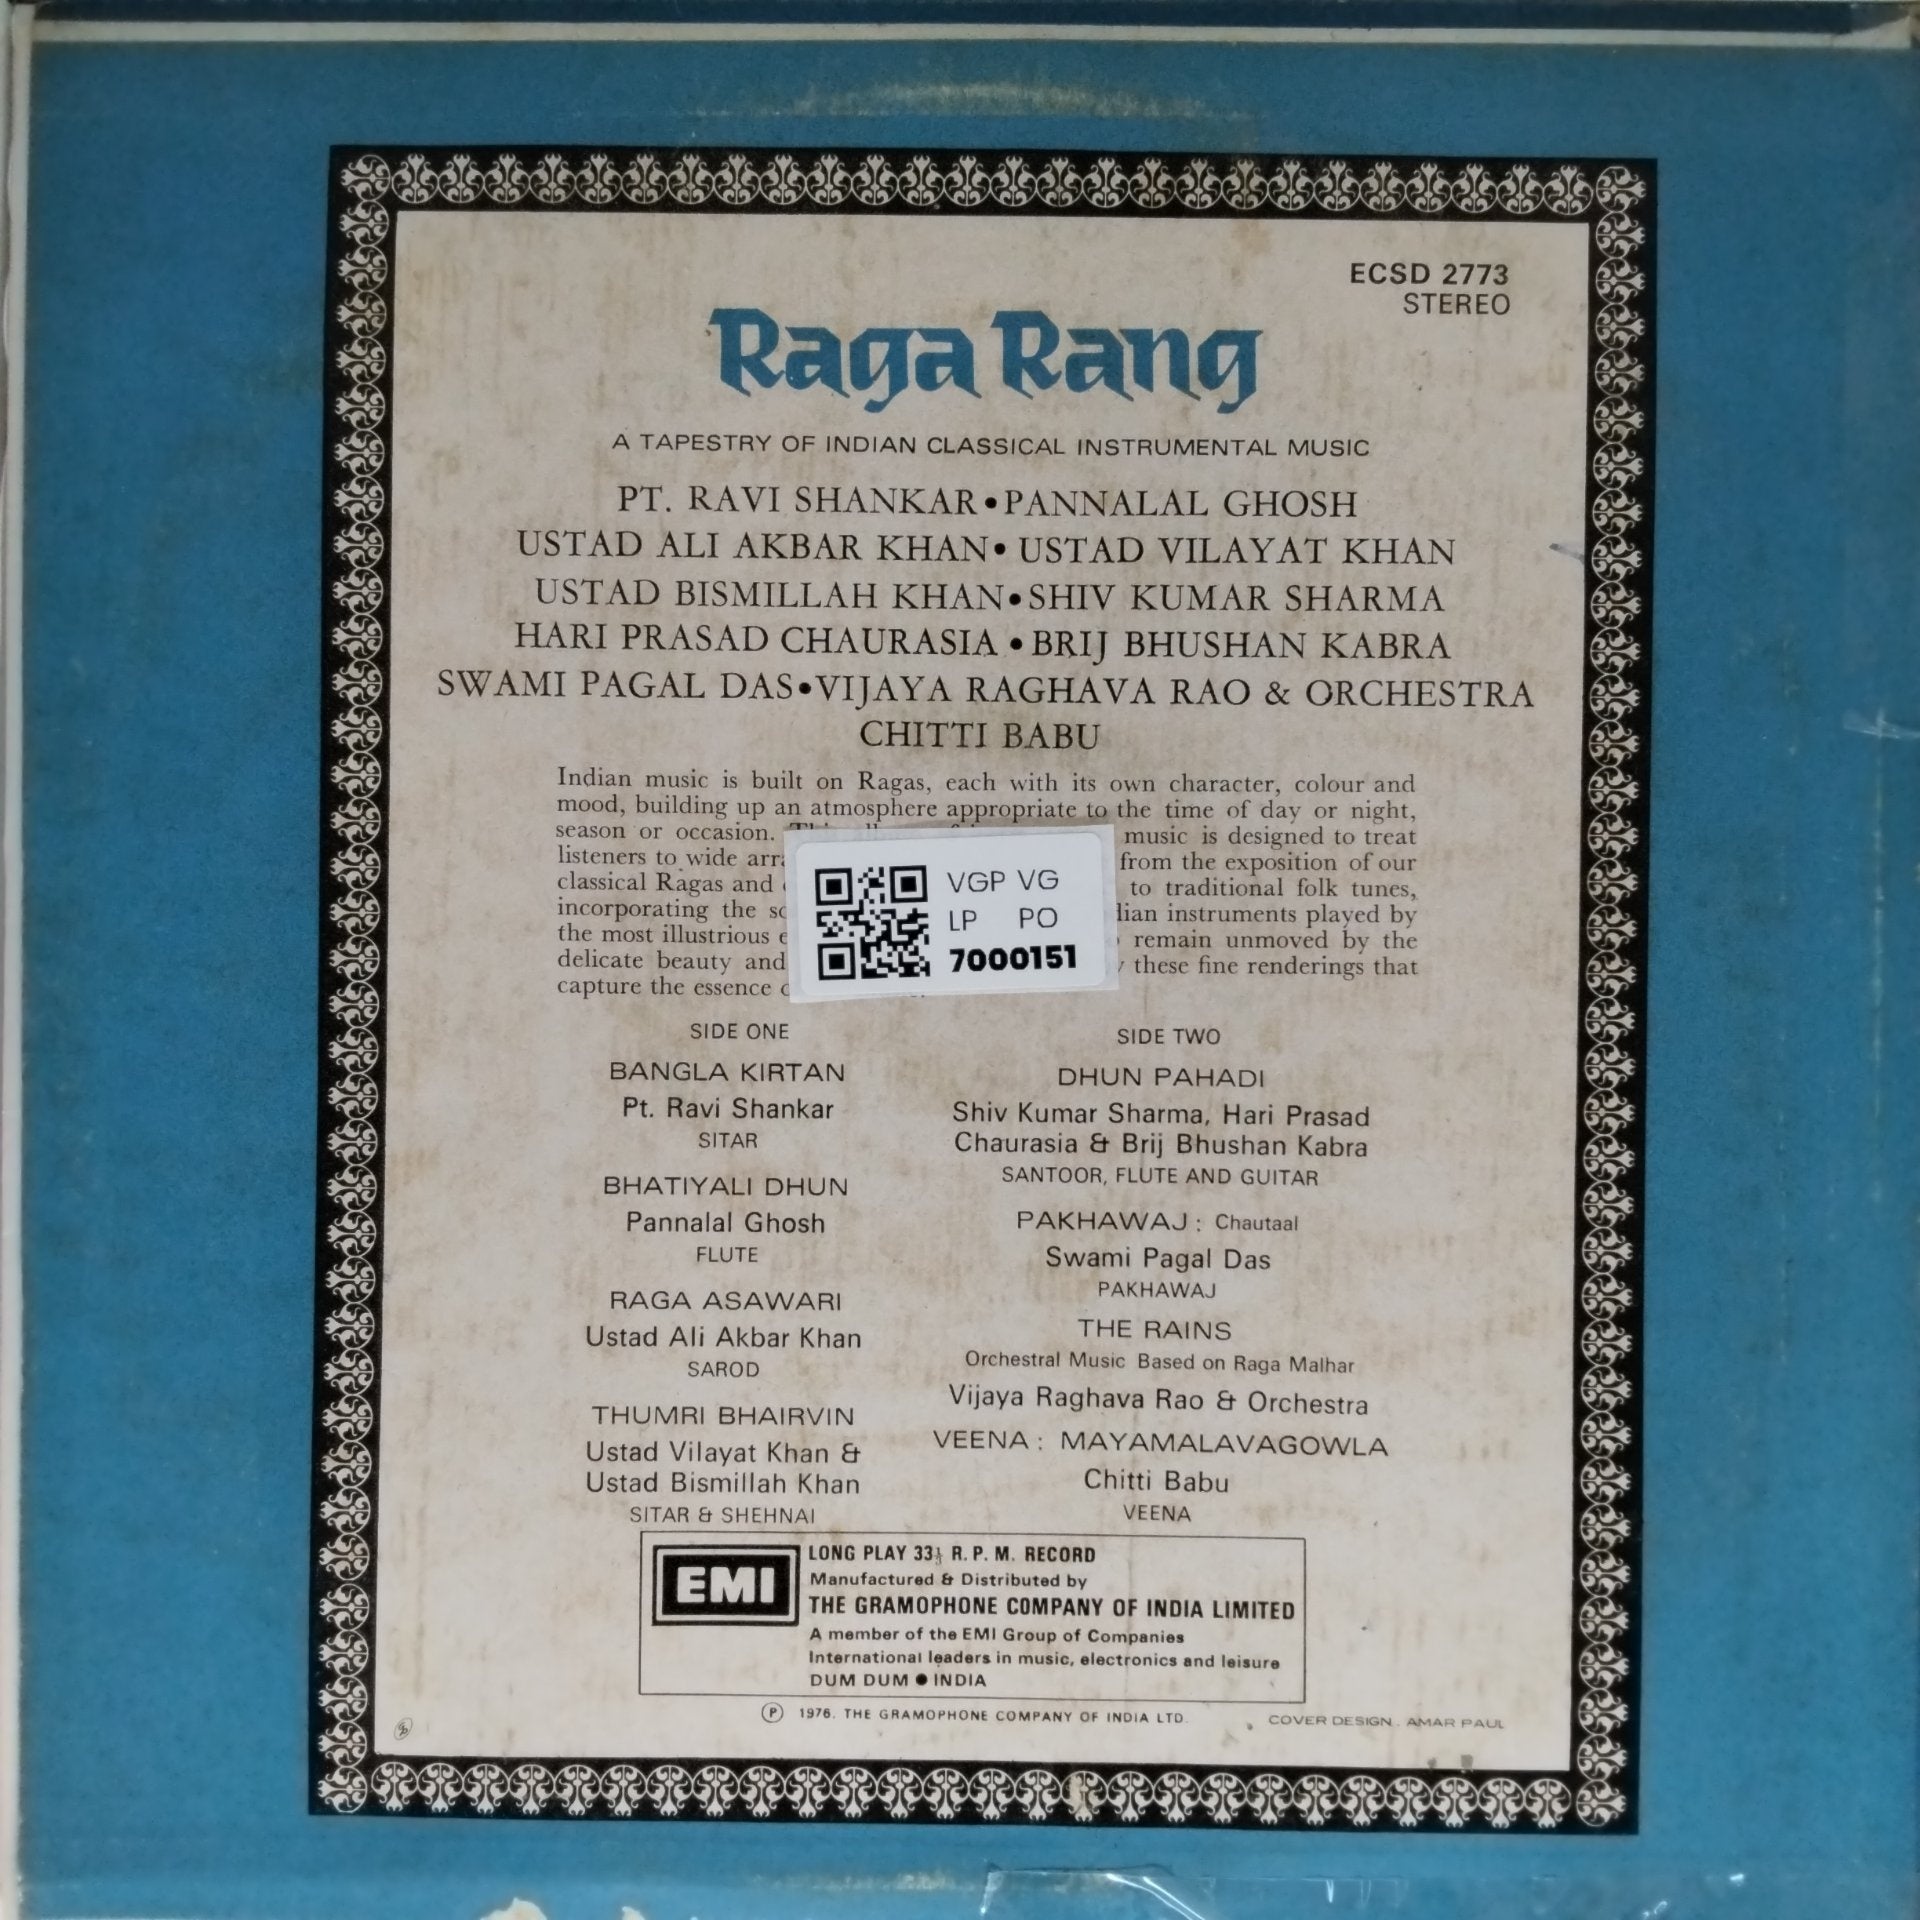 ECSD 2773
STEREO
Raga Rang
A TAPESTRY OF INDIAN CLASSICAL INSTRUMENTAL MUSIC
PT. RAVI SHANKAR•PANNALAL GHOSH
USTAD ALI AKBAR KHAN•USTAD VILAYAT KHAN
USTAD BISMILLAH KHAN•SHIV KUMAR SHARMA
HARI PRASAD CHAURASIA•BRIJ BHUSHAN KABRA
SWAMI PAGAL DAS•VIJAYA RAGHAVA RAO & ORCHESTRA
CHITTI BABU
Indian music is built on Ragas, each with its own character, colour and
mood, building up an atmosphere appropriate to the time of day or night,
season or occasion. music is designed to treat
listeners to wide from the exposition of our
classical Ragas and to traditional folk tunes,
incorporating the instruments played by
the most illustrious remain unmoved by the
delicate beauty and these fine renderings that
capture the essence
VGP VG
LP PO
7000151
SIDE ONE
BANGLA KIRTAN
Pt. Ravi Shankar
SITAR
BHATIYALI DHUN
Pannalal Ghosh
FLUTE
RAGA ASAWARI
Ustad Ali Akbar Khan
SAROD
THUMRI BHAIRVIN
Ustad Vilayat Khan &
Ustad Bismillah Khan
SITAR & SHEHNAI
SIDE TWO
DHUN PAHADI
Shiv Kumar Sharma, Hari Prasad
Chaurasia & Brij Bhushan Kabra
SANTOOR, FLUTE AND GUITAR
PAKHAWAJ : Chautaal
Swami Pagal Das
PAKHAWAJ
THE RAINS
Orchestral Music Based on Raga Malhar
Vijaya Raghava Rao & Orchestra
VEENA : MAYAMALAVAGOWLA
Chitti Babu
VEENA
EMI
LONG PLAY 33⅓ R. P. M. RECORD
Manufactured & Distributed by
THE GRAMOPHONE COMPANY OF INDIA LIMITED
A member of the EMI Group of Companies
International leaders in music, electronics and leisure
DUM DUM ● INDIA
Ⓟ 1976. THE GRAMOPHONE COMPANY OF INDIA LTD.
COVER DESIGN . AMAR PAUL